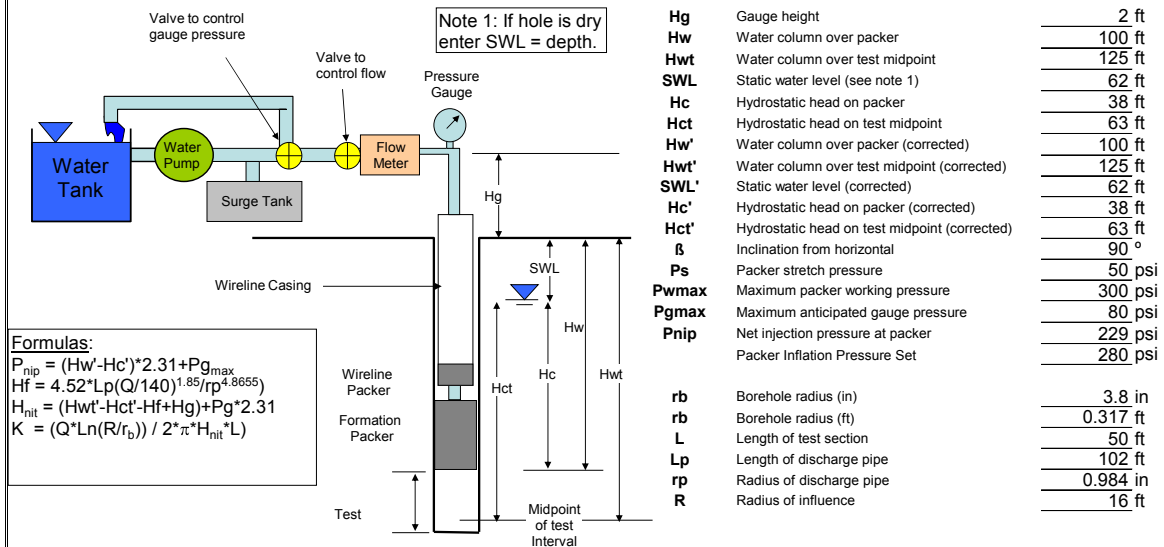 Valve to control
gauge pressure
Note 1: If hole is dry
enter SWL = depth.
Valve to
control flow
Pressure
Gauge
Water
Tank
Water
Pump
Flow
Meter
Surge Tank
Hg
SWL
Wireline Casing
Hw
Hct
Hc
Hwt
Wireline
Packer
Formation
Packer
Test
Midpoint
of test
Interval
Formulas:
P_nip = (Hw'-Hc')*2.31+Pg_max
Hf = 4.52*Lp(Q/140)^1.85/rp^4.8655)
H_nit = (Hwt'-Hct'-Hf+Hg)+Pg*2.31
K = (Q*Ln(R/r_b)) / 2*π*H_nit*L)
Hg Gauge height 2 ft
Hw Water column over packer 100 ft
Hwt Water column over test midpoint 125 ft
SWL Static water level (see note 1) 62 ft
Hc Hydrostatic head on packer 38 ft
Hct Hydrostatic head on test midpoint 63 ft
Hw' Water column over packer (corrected) 100 ft
Hwt' Water column over test midpoint (corrected) 125 ft
SWL' Static water level (corrected) 62 ft
Hc' Hydrostatic head on packer (corrected) 38 ft
Hct' Hydrostatic head on test midpoint (corrected) 63 ft
ß Inclination from horizontal 90 º
Ps Packer stretch pressure 50 psi
Pwmax Maximum packer working pressure 300 psi
Pgmax Maximum anticipated gauge pressure 80 psi
Pnip Net injection pressure at packer 229 psi
Packer Inflation Pressure Set 280 psi
rb Borehole radius (in) 3.8 in
rb Borehole radius (ft) 0.317 ft
L Length of test section 50 ft
Lp Length of discharge pipe 102 ft
rp Radius of discharge pipe 0.984 in
R Radius of influence 16 ft